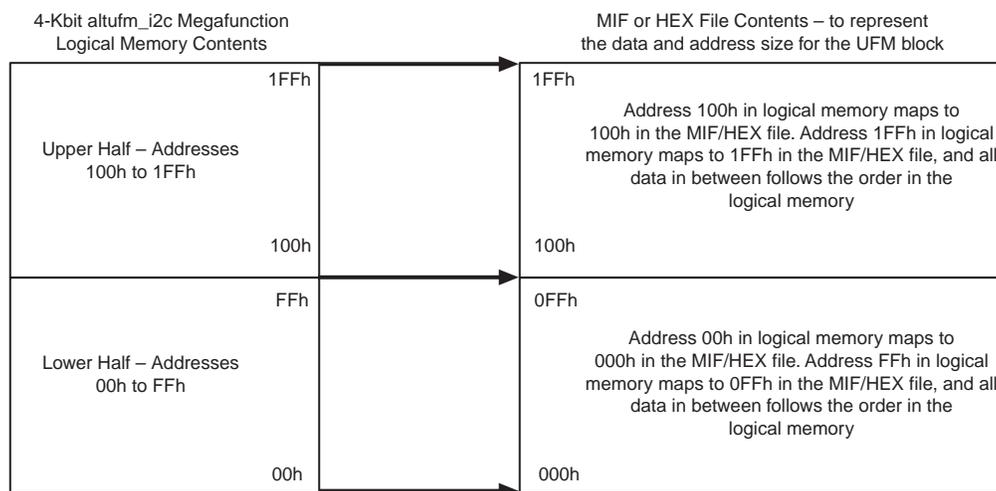 4-Kbit altufm_i2c Megafunction
Logical Memory Contents
MIF or HEX File Contents – to represent
the data and address size for the UFM block
1FFh
Upper Half – Addresses
100h to 1FFh
100h
1FFh
Address 100h in logical memory maps to
100h in the MIF/HEX file. Address 1FFh in logical
memory maps to 1FFh in the MIF/HEX file, and all
data in between follows the order in the
logical memory
100h
FFh
Lower Half – Addresses
00h to FFh
00h
0FFh
Address 00h in logical memory maps to
000h in the MIF/HEX file. Address FFh in logical
memory maps to 0FFh in the MIF/HEX file, and all
data in between follows the order in the
logical memory
000h